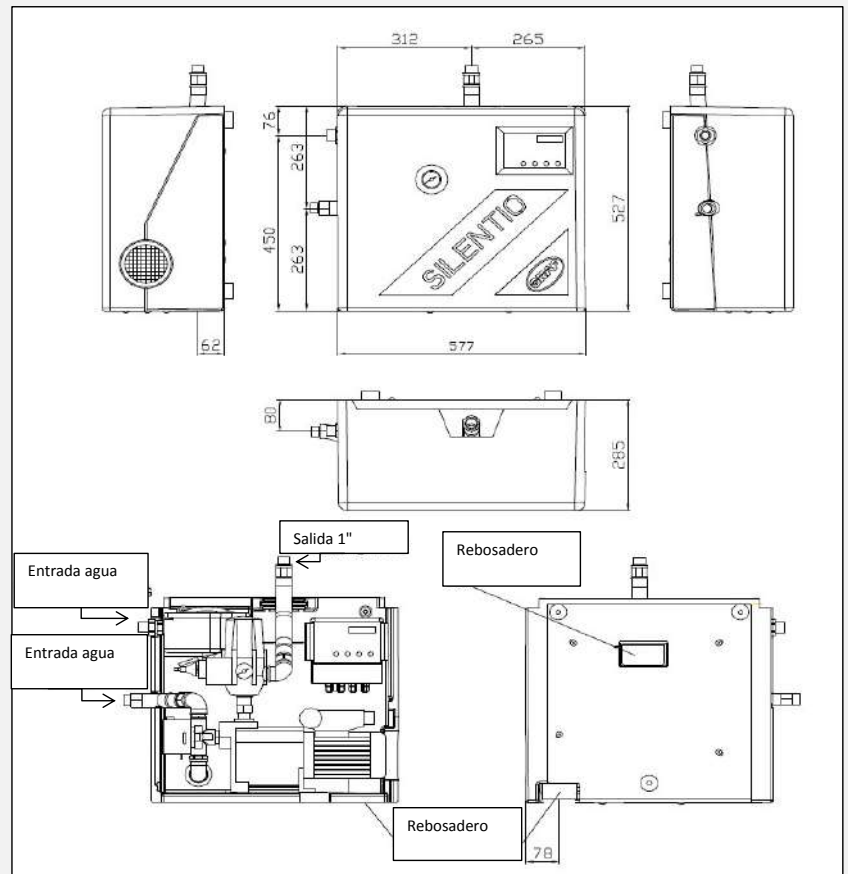 312
265
76
263
450
263
527
SILENTIO
62
577
80
285
Salida 1"
Rebosadero
Entrada agua
Entrada agua
Rebosadero
78